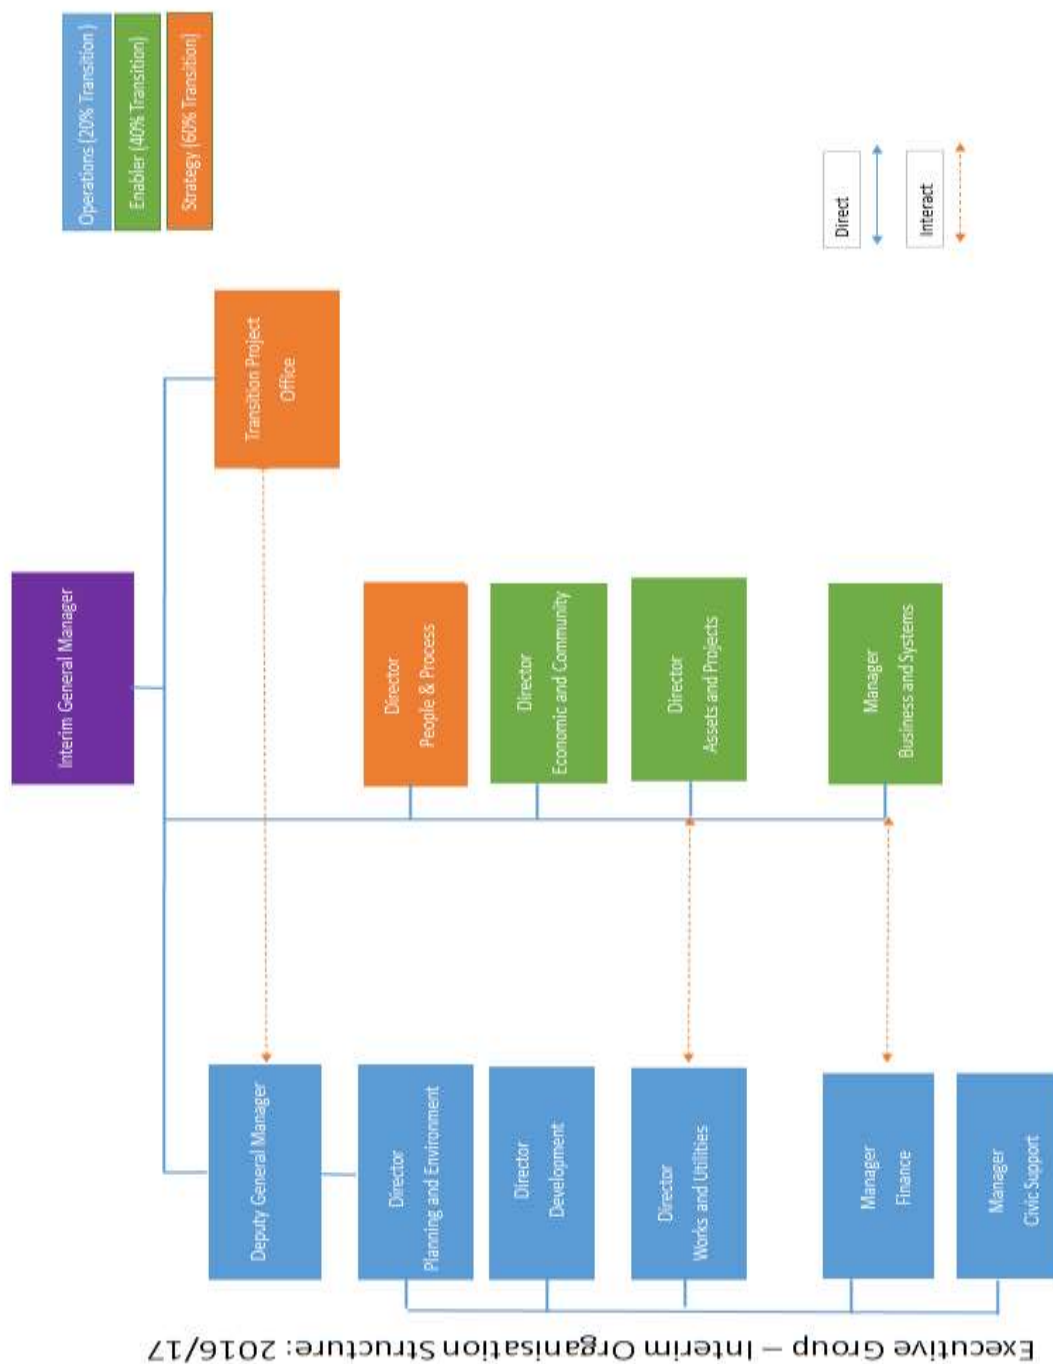 Executive Group – Interim Organisation Structure: 2016/17
Operations (20% Transition )
Enabler (40% Transition)
Strategy (60% Transition)
Interim General Manager
Deputy General Manager
Transition Project
Office
Director
Planning and Environment
Director
People & Process
Director
Development
Director
Economic and Community
Director
Works and Utilities
Director
Assets and Projects
Manager
Finance
Manager
Business and Systems
Manager
Civic Support
Direct
Interact